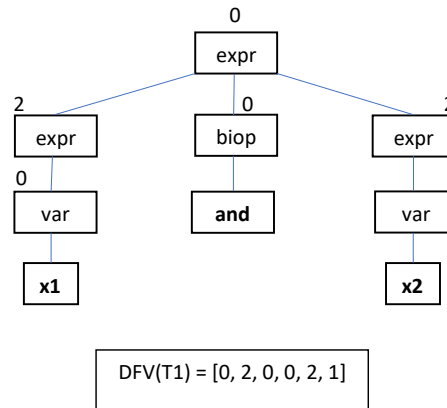 0
expr
2 0 2
expr biop expr
0
var and var
x1 x2
DFV(T1) = [0, 2, 0, 0, 2, 1]